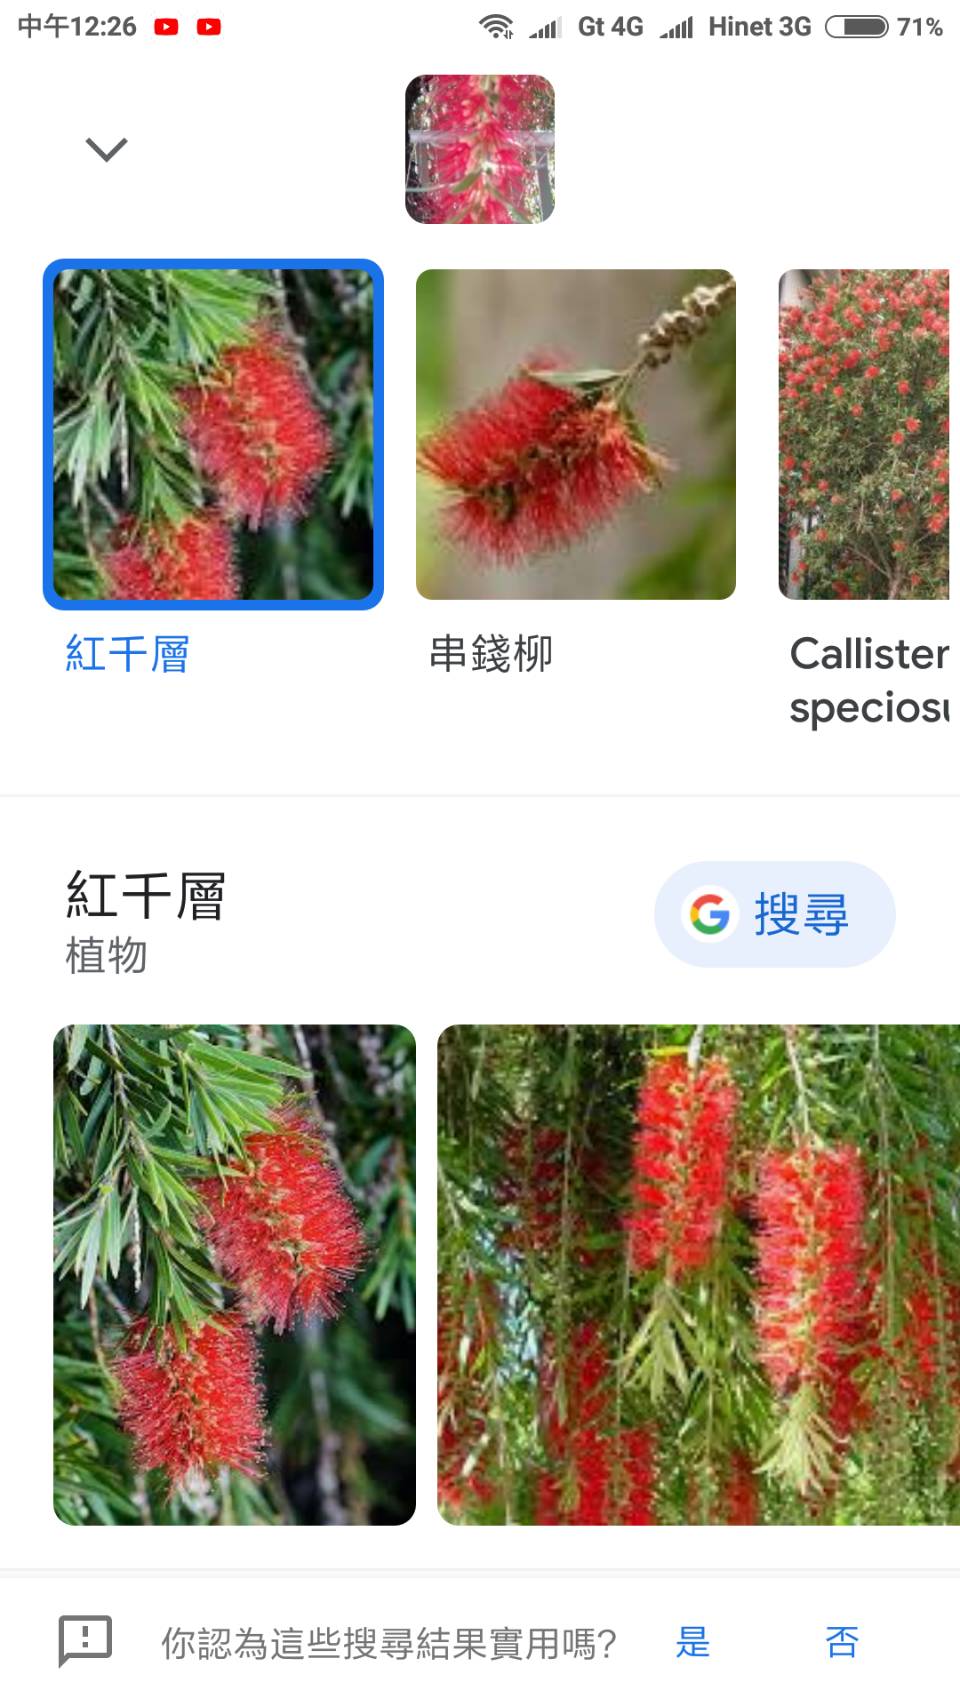 中午12:26
Gt 4G
Hinet 3G
71%
紅千層
串錢柳
Callister
speciosu
紅千層
植物
搜尋
你認為這些搜尋結果實用嗎?
是
否